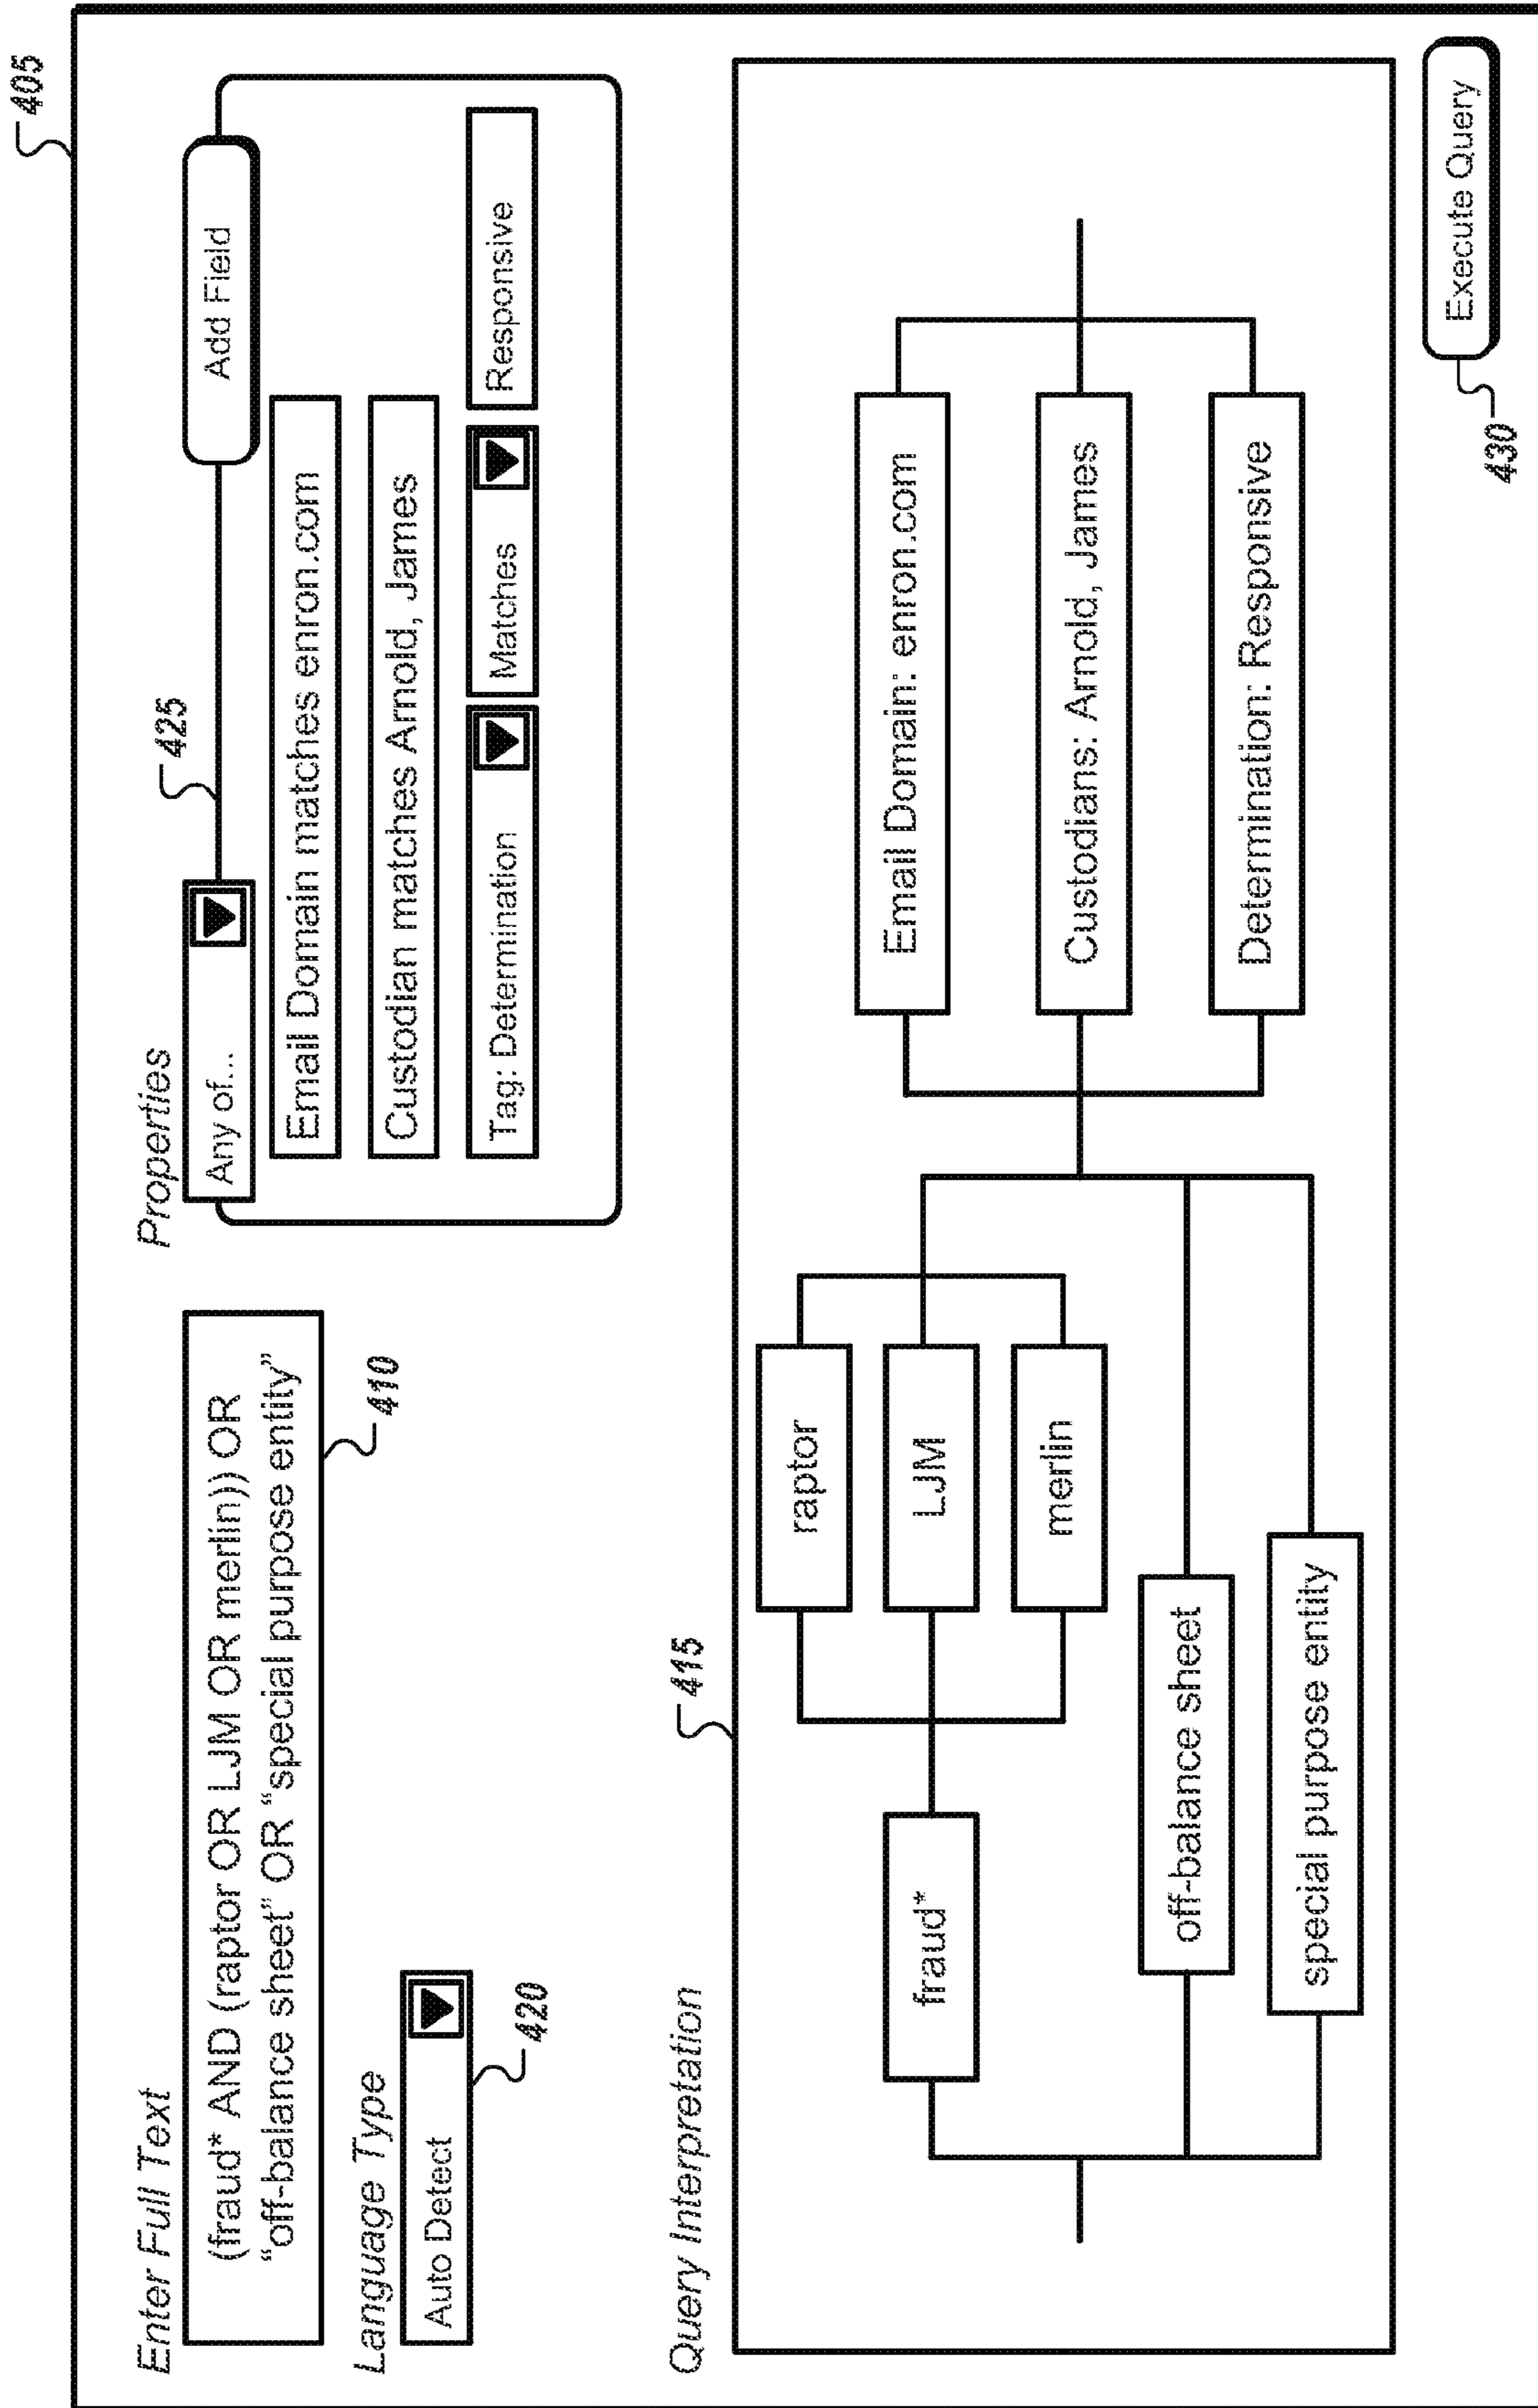 405
Enter Full Text
(fraud* AND (raptor OR LJM OR merlin)) OR
“off-balance sheet” OR “special purpose entity”
410
Language Type
Auto Detect
420
Properties
Any of...
425
Add Field
Email Domain matches enron.com
Custodian matches Arnold, James
Tag: Determination
Matches
Responsive
Query Interpretation
415
fraud*
raptor
LJM
merlin
off-balance sheet
special purpose entity
Email Domain: enron.com
Custodians: Arnold, James
Determination: Responsive
430
Execute Query